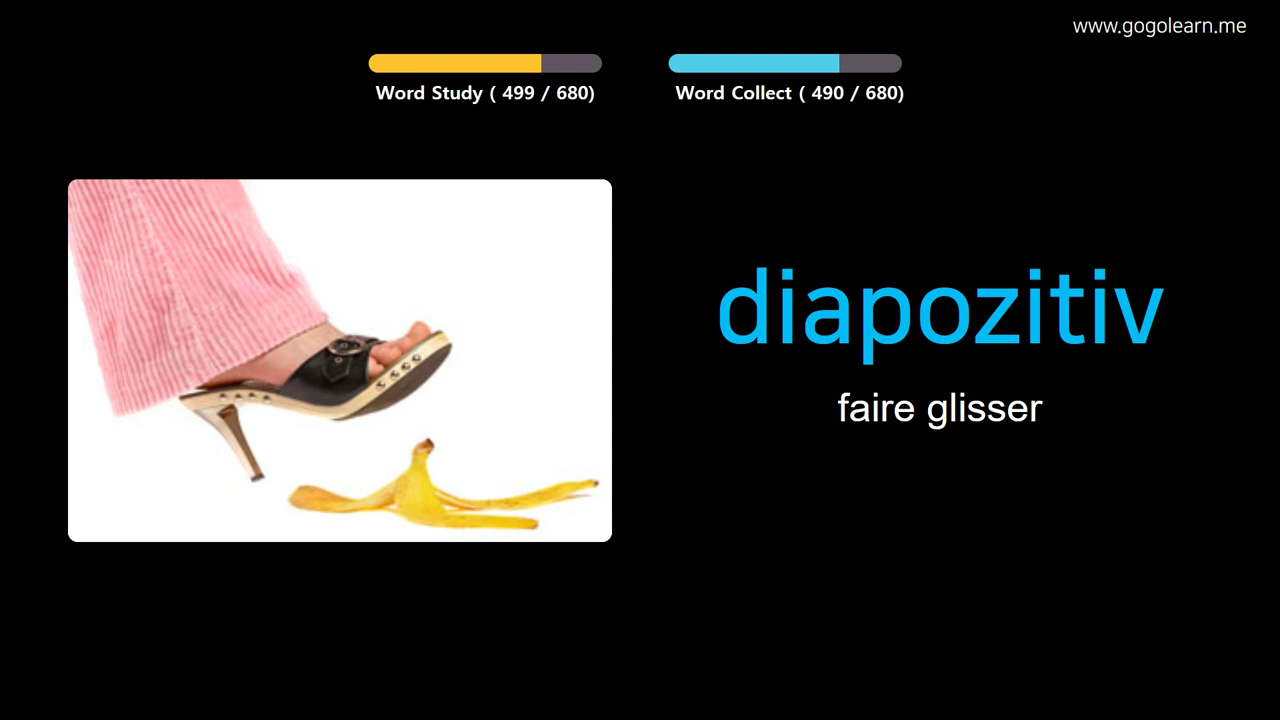 www.gogolearn.me
Word Study ( 499 / 680)
Word Collect ( 490 / 680)
diapozitiv
faire glisser